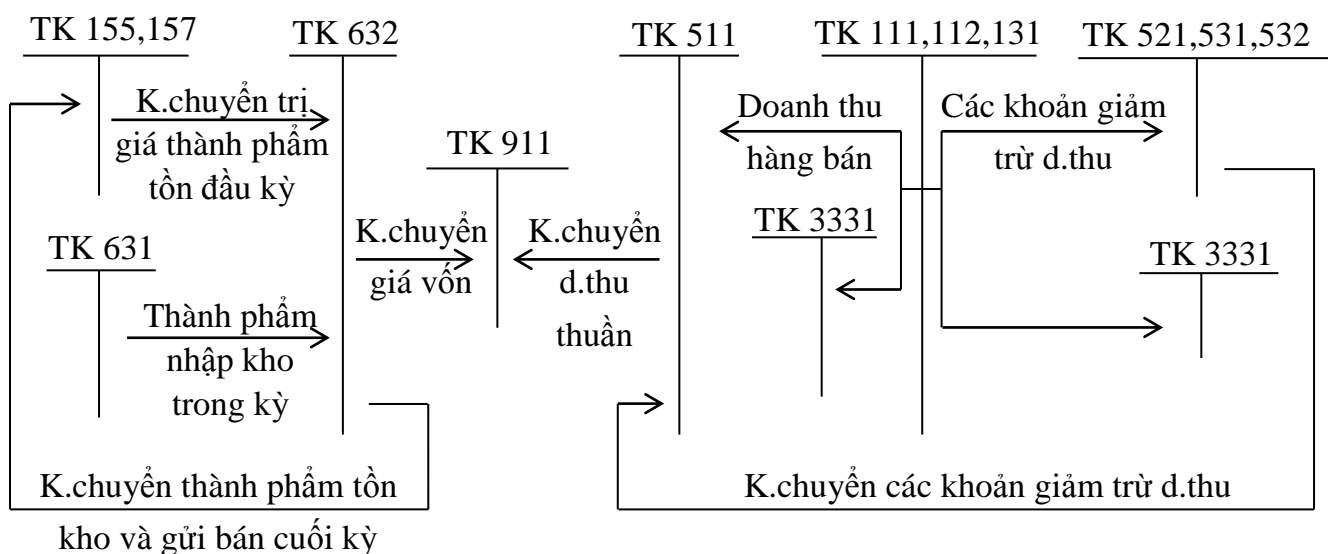 TK 155,157
TK 632
TK 511
TK 111,112,131
TK 521,531,532
K.chuyển trị
giá thành phẩm
tồn đầu kỳ
Doanh thu
hàng bán
Các khoản giảm
trừ d.thu
TK 911
TK 631
K.chuyển
giá vốn
K.chuyển
d.thu
thuần
TK 3331
TK 3331
Thành phẩm
nhập kho
trong kỳ
K.chuyển thành phẩm tồn
kho và gửi bán cuối kỳ
K.chuyển các khoản giảm trừ d.thu